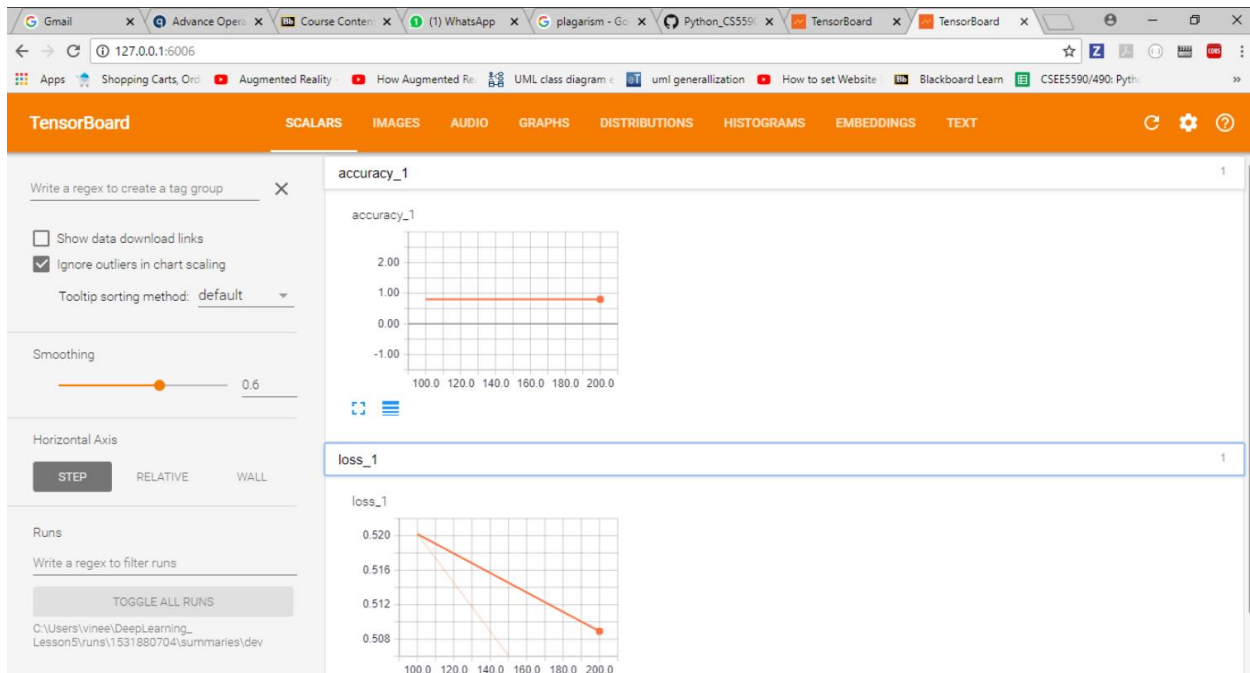 Gmail Advance Opera Course Conten (1) WhatsApp plagarism - Go Python_CS559 TensorBoard TensorBoard
127.0.0.1:6006
Apps Shopping Carts, Ord Augmented Reality - How Augmented Re UML class diagram e uml generallization How to set Website Blackboard Learn CSEE5590/490: Pyth »
TensorBoard SCALARS IMAGES AUDIO GRAPHS DISTRIBUTIONS HISTOGRAMS EMBEDDINGS TEXT
Write a regex to create a tag group
Show data download links
Ignore outliers in chart scaling
Tooltip sorting method: default
Smoothing
0.6
Horizontal Axis
STEP RELATIVE WALL
Runs
Write a regex to filter runs
TOGGLE ALL RUNS
C:\Users\vinee\DeepLearning_
Lesson5\runs\1531880704\summaries\dev
accuracy_1 1
accuracy_1
2.00
1.00
0.00
-1.00
100.0 120.0 140.0 160.0 180.0 200.0
loss_1 1
loss_1
0.520
0.516
0.512
0.508
100.0 120.0 140.0 160.0 180.0 200.0